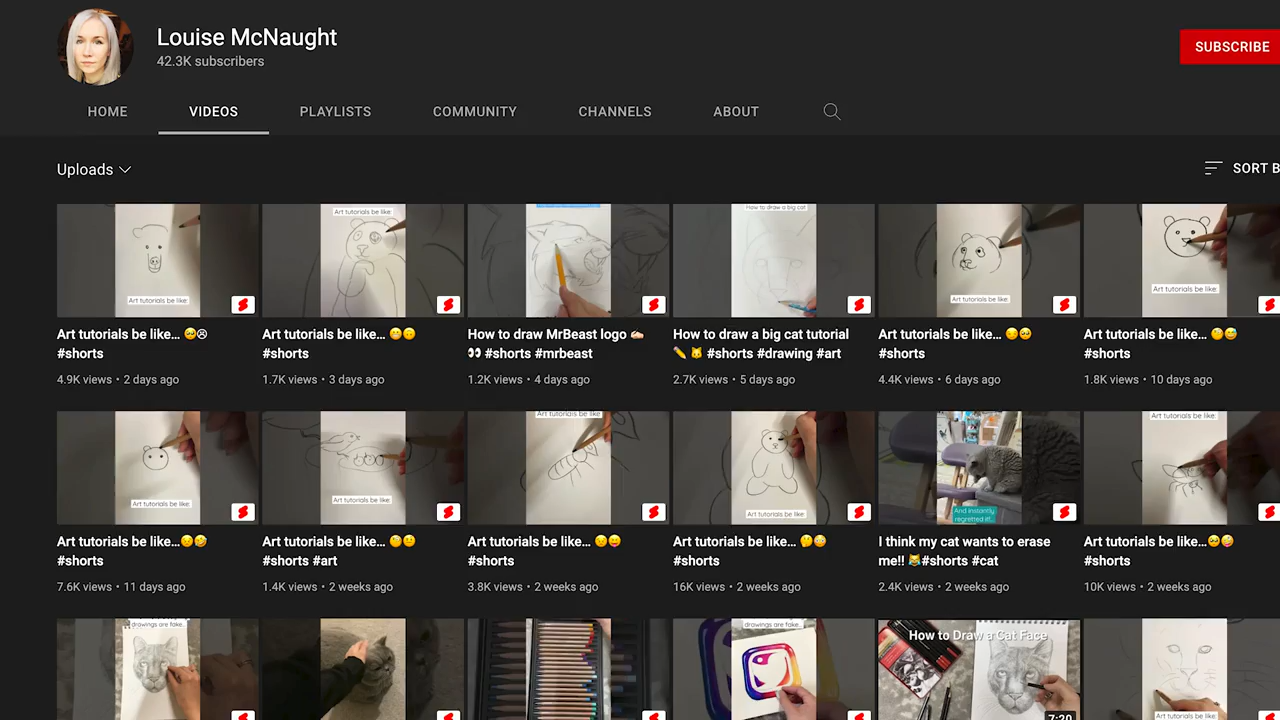 Louise McNaught
42.3K subscribers
SUBSCRIBE
HOME VIDEOS PLAYLISTS COMMUNITY CHANNELS ABOUT
Uploads
SORT B
Art tutorials be like:
How to draw a big cat
Art tutorials be like:
Art tutorials be like:
Art tutorials be like:
Art tutorials be like... 🥺😢
#shorts
4.9K views • 2 days ago
Art tutorials be like... 😁🙃
#shorts
1.7K views • 3 days ago
How to draw MrBeast logo ✍🏻
👀 #shorts #mrbeast
1.2K views • 4 days ago
How to draw a big cat tutorial
✏️ 🐱 #shorts #drawing #art
2.7K views • 5 days ago
Art tutorials be like... 😏🥺
#shorts
4.4K views • 6 days ago
Art tutorials be like... 😶😅
#shorts
1.8K views • 10 days ago
Art tutorials be like:
Art tutorials be like:
Art tutorials be like
Art tutorials be like:
And instantly
regretted it!..
Art tutorials be like:
Art tutorials be like...😕🤣
#shorts
7.6K views • 11 days ago
Art tutorials be like... 🧐🤨
#shorts #art
1.4K views • 2 weeks ago
Art tutorials be like... 😕😛
#shorts
3.8K views • 2 weeks ago
Art tutorials be like... 🤔😳
#shorts
16K views • 2 weeks ago
I think my cat wants to erase
me!! 😹#shorts #cat
2.4K views • 2 weeks ago
Art tutorials be like...🥺🤪
#shorts
10K views • 2 weeks ago
drawings are fake..
drawings are fake..
How to Draw a Cat Face
7:20
Art tutorials be like: